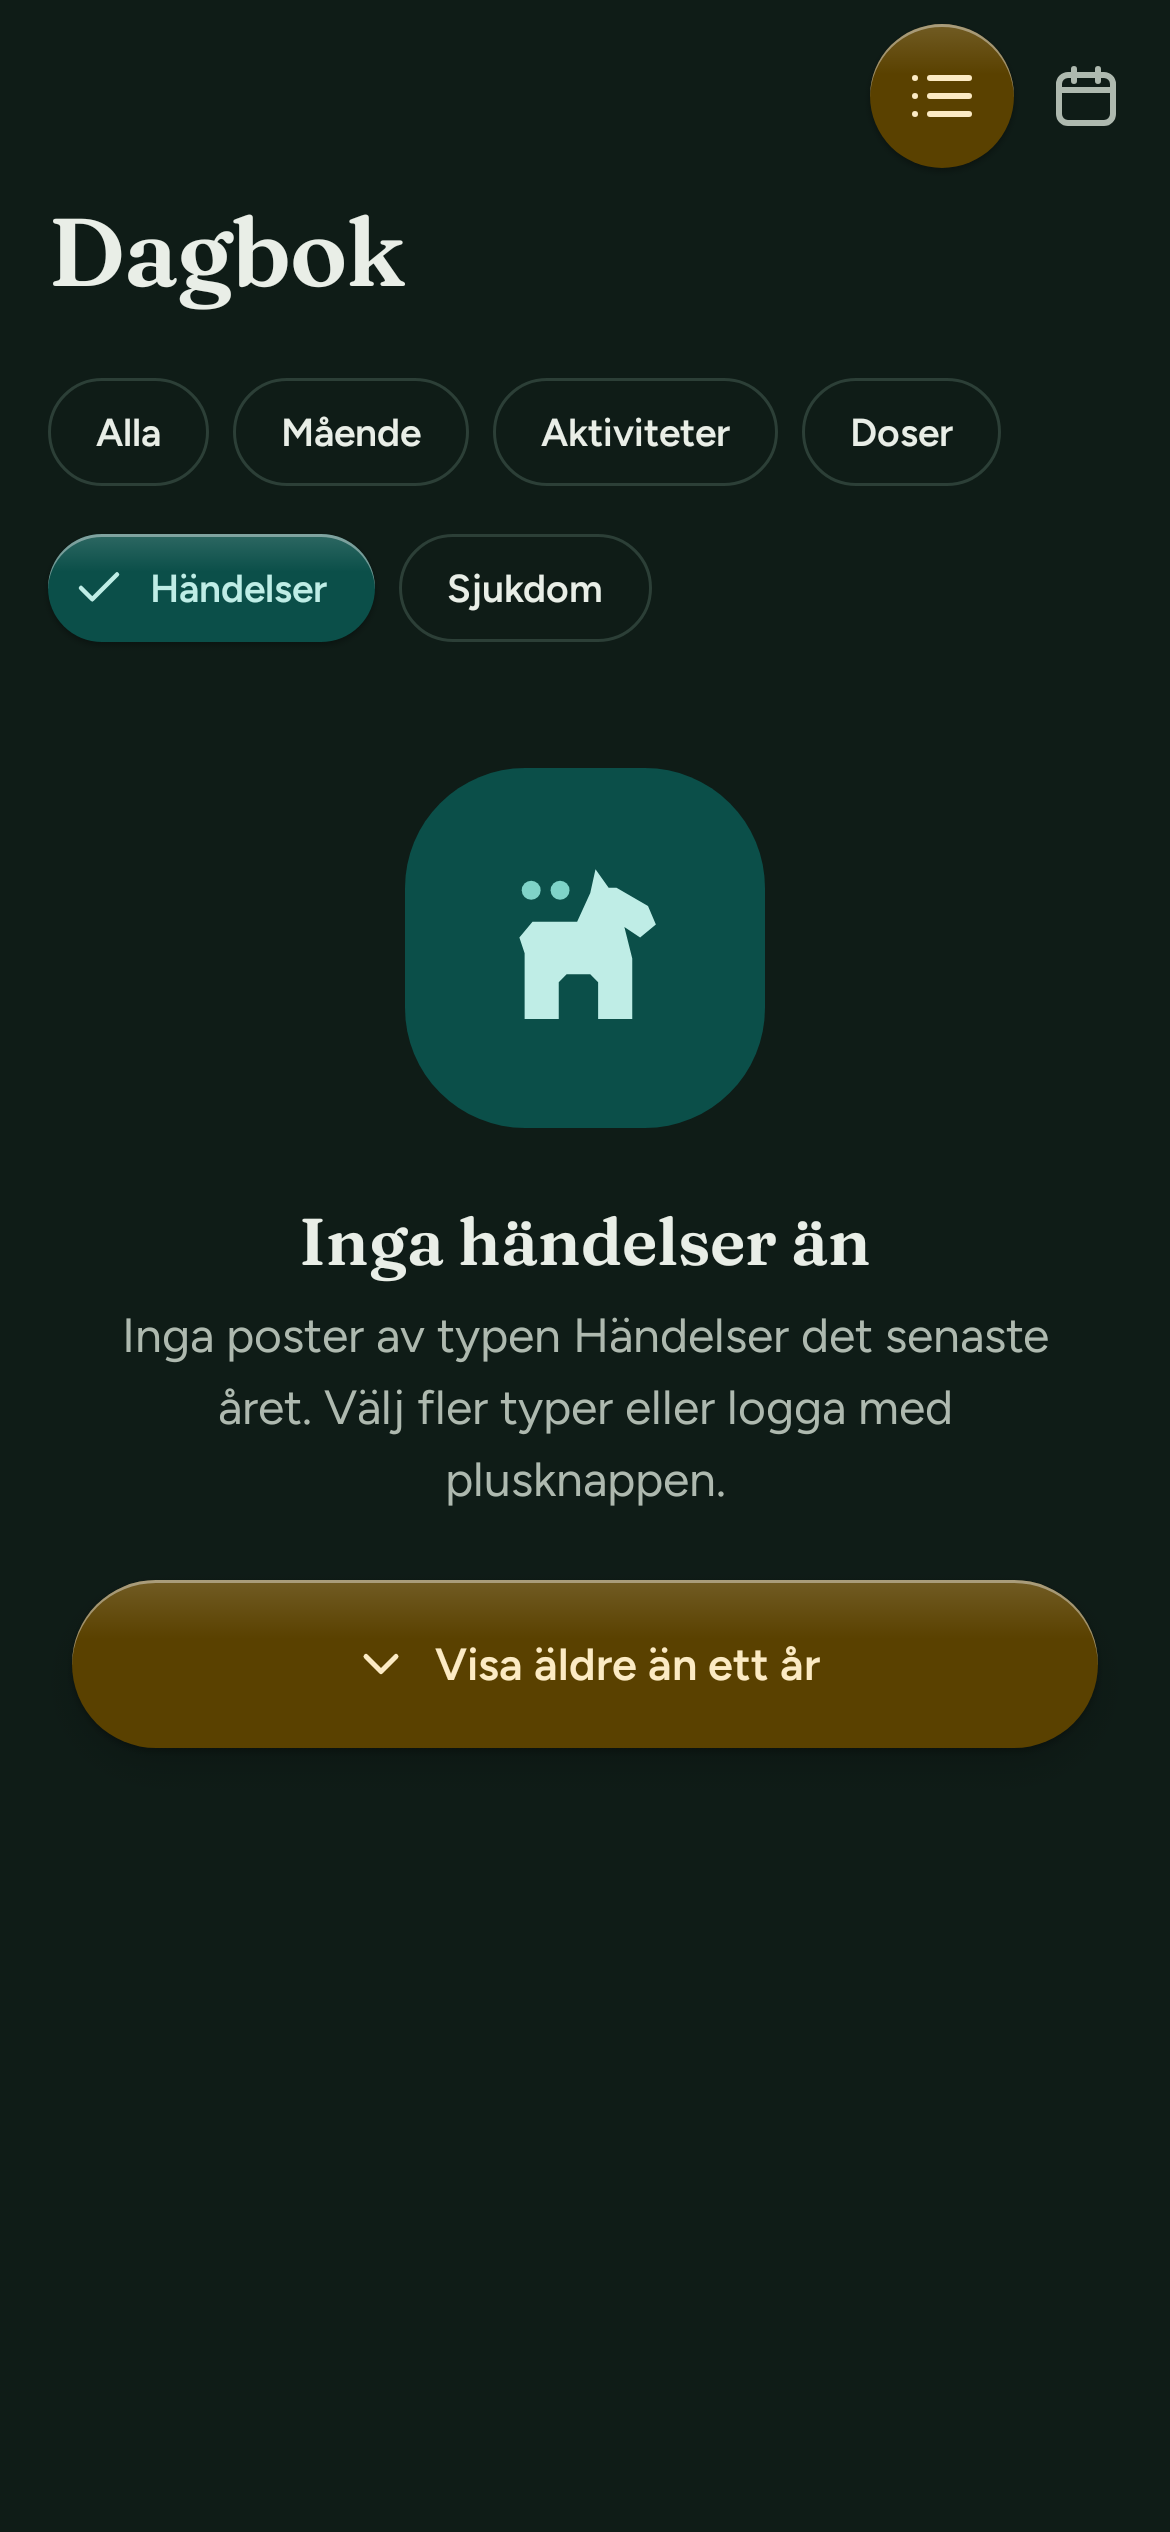 Dagbok
Alla
Mående
Aktiviteter
Doser
Händelser
Sjukdom
Inga händelser än
Inga poster av typen Händelser det senaste
året. Välj fler typer eller logga med
plusknappen.
Visa äldre än ett år